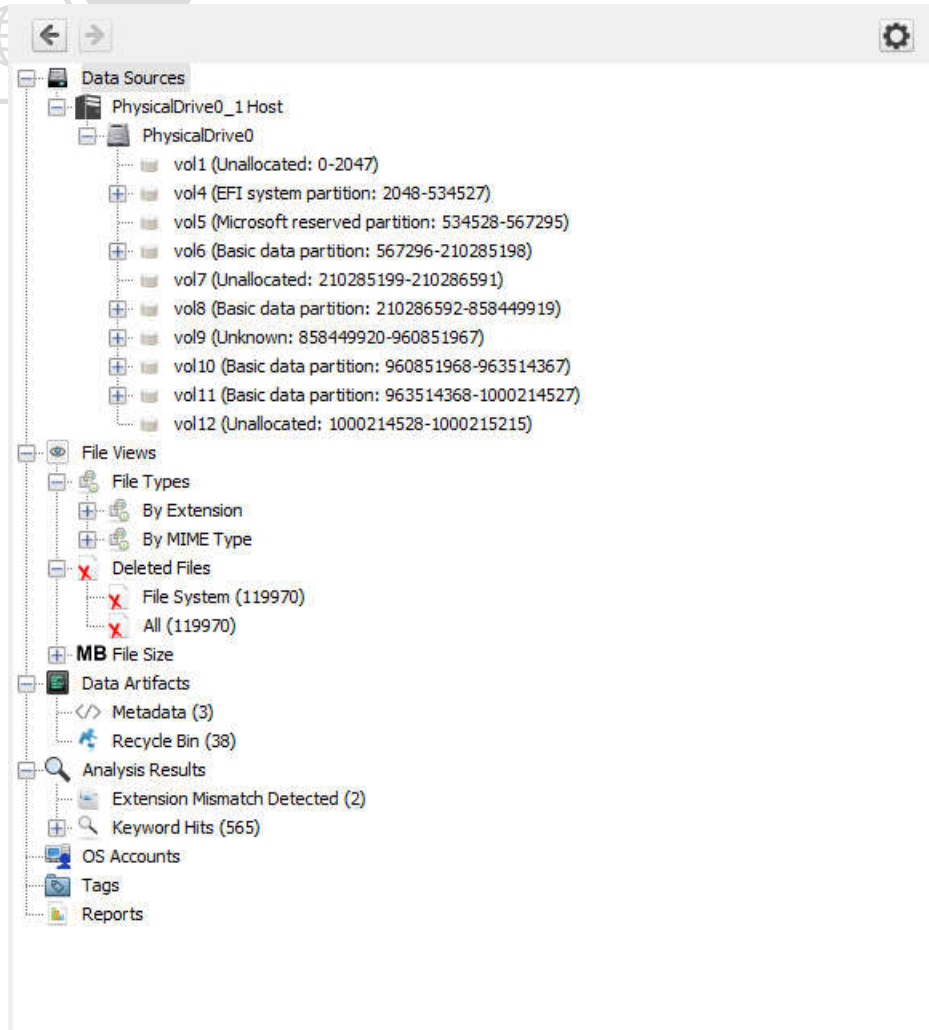 Data Sources
PhysicalDrive0_1 Host
PhysicalDrive0
vol1 (Unallocated: 0-2047)
vol4 (EFI system partition: 2048-534527)
vol5 (Microsoft reserved partition: 534528-567295)
vol6 (Basic data partition: 567296-210285198)
vol7 (Unallocated: 210285199-210286591)
vol8 (Basic data partition: 210286592-858449919)
vol9 (Unknown: 858449920-960851967)
vol10 (Basic data partition: 960851968-963514367)
vol11 (Basic data partition: 963514368-1000214527)
vol12 (Unallocated: 1000214528-1000215215)
File Views
File Types
By Extension
By MIME Type
Deleted Files
File System (119970)
All (119970)
MB File Size
Data Artifacts
Metadata (3)
Recycle Bin (38)
Analysis Results
Extension Mismatch Detected (2)
Keyword Hits (565)
OS Accounts
Tags
Reports